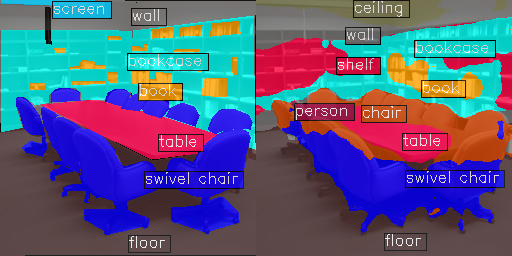 screen
wall
bookcase
book
table
swivel chair
floor
ceiling
wall
bookcase
shelf
book
person
chair
table
swivel chair
floor